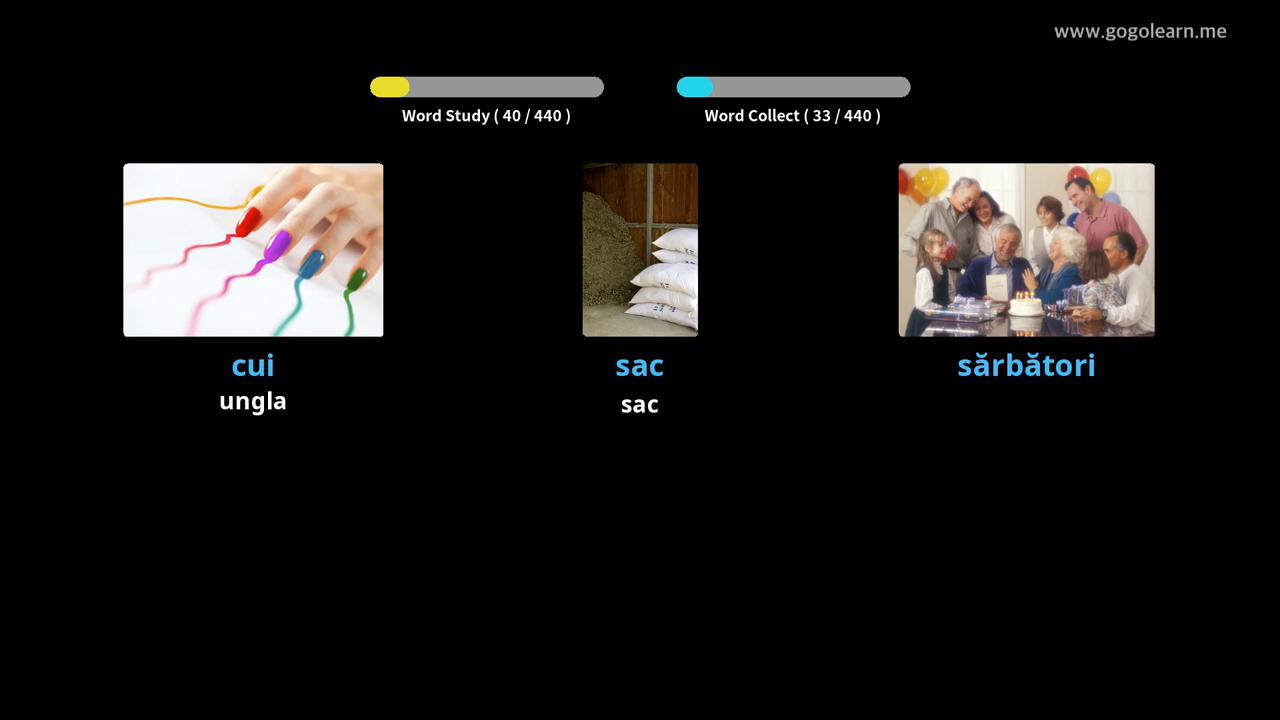 www.gogolearn.me
Word Study ( 40 / 440 )
Word Collect ( 33 / 440 )
cui
ungla
sac
sac
sărbători